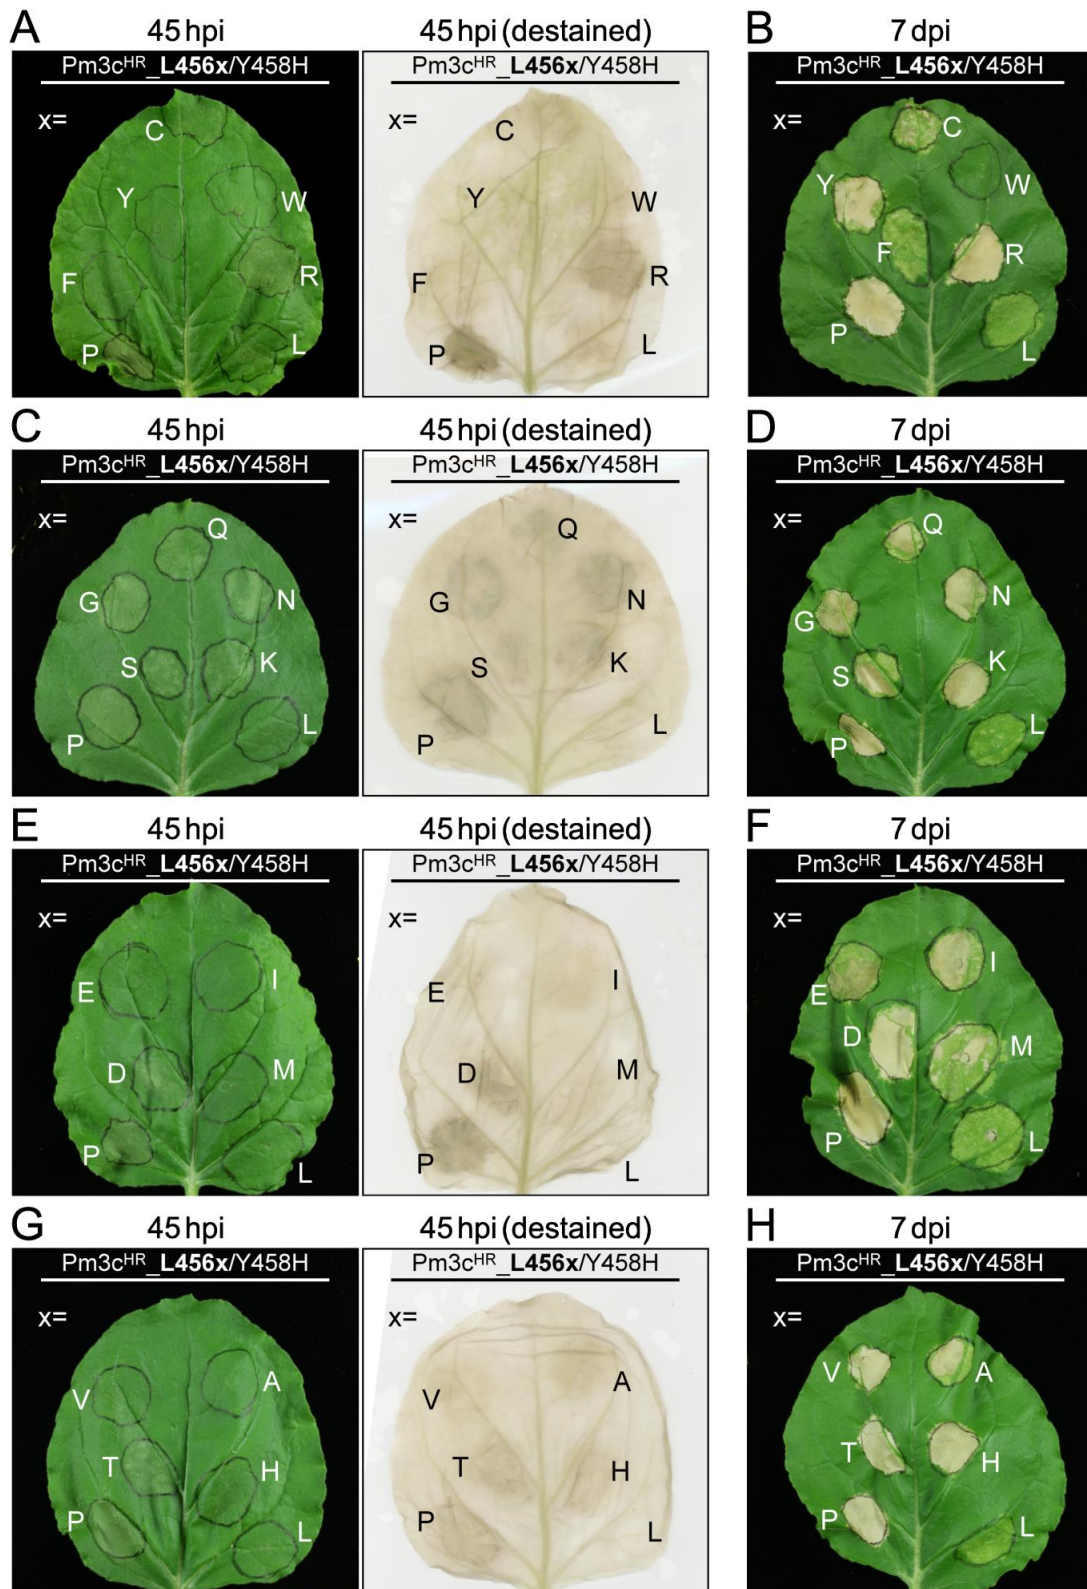 A 45 hpi 45 hpi (destained) B 7 dpi
Pm3cᴴᴿ_L456x/Y458H Pm3cᴴᴿ_L456x/Y458H Pm3cᴴᴿ_L456x/Y458H
x= x= x=
C C C
Y W Y W Y W
F R F R F R
P L P L P L
C 45 hpi 45 hpi (destained) D 7 dpi
Pm3cᴴᴿ_L456x/Y458H Pm3cᴴᴿ_L456x/Y458H Pm3cᴴᴿ_L456x/Y458H
x= x= x=
Q Q Q
G N G N G N
S K S K S K
P L P L P L
E 45 hpi 45 hpi (destained) F 7 dpi
Pm3cᴴᴿ_L456x/Y458H Pm3cᴴᴿ_L456x/Y458H Pm3cᴴᴿ_L456x/Y458H
x= x= x=
E I E I E I
D M D M D M
P L P L P L
G 45 hpi 45 hpi (destained) H 7 dpi
Pm3cᴴᴿ_L456x/Y458H Pm3cᴴᴿ_L456x/Y458H Pm3cᴴᴿ_L456x/Y458H
x= x= x=
V A V A V A
T H T H T H
P L P L P L